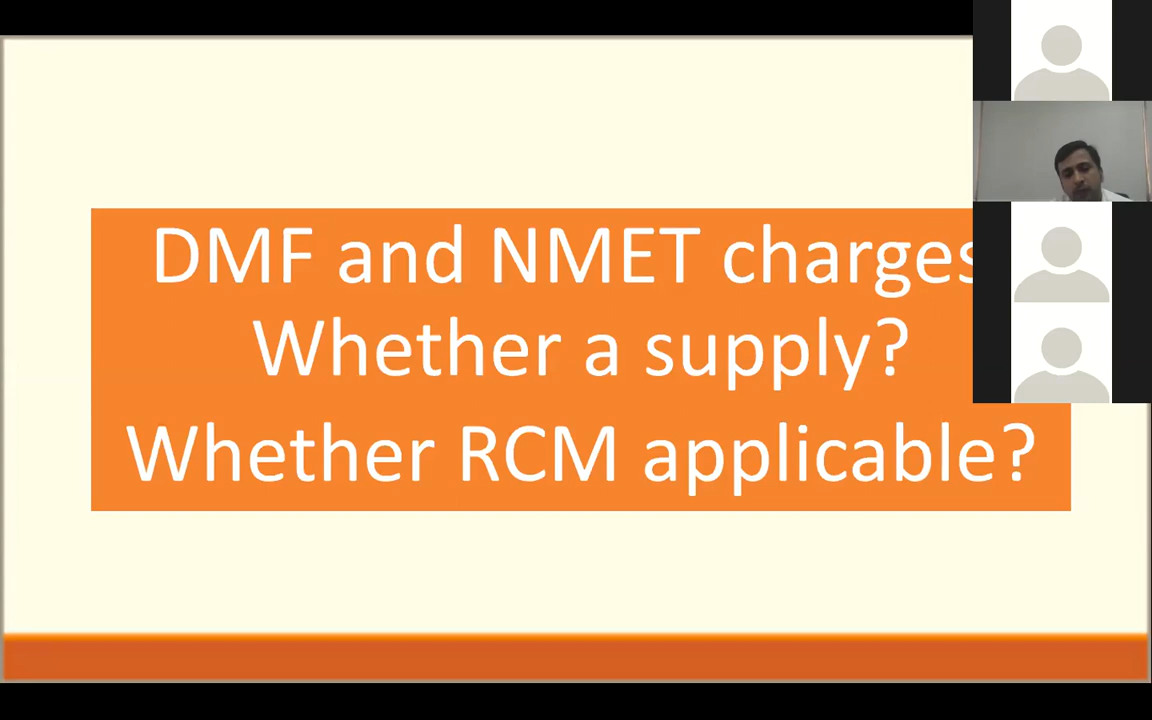 DMF and NMET charges
Whether a supply?
Whether RCM applicable?